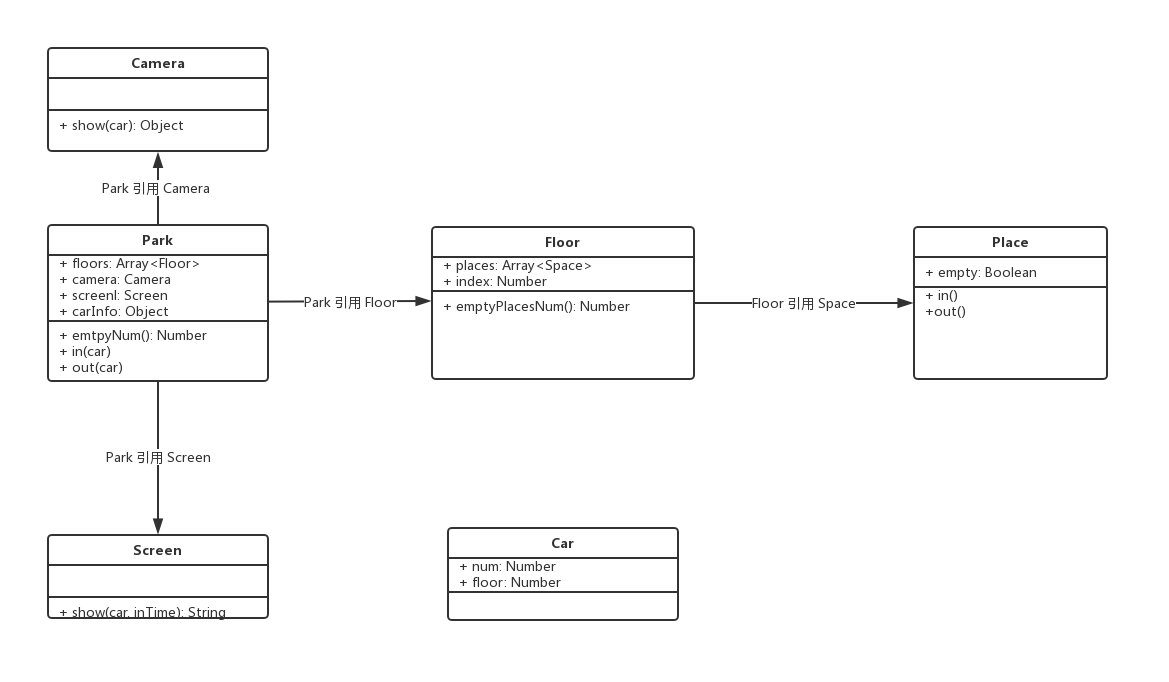 Camera
+ show(car): Object
Park 引用 Camera
Park
+ floors: Array<Floor>
+ camera: Camera
+ screenl: Screen
+ carInfo: Object
+ emtpyNum(): Number
+ in(car)
+ out(car)
Park 引用 Floor
Floor
+ places: Array<Space>
+ index: Number
+ emptyPlacesNum(): Number
Floor 引用 Space
Place
+ empty: Boolean
+ in()
+out()
Park 引用 Screen
Screen
+ show(car, inTime): String
Car
+ num: Number
+ floor: Number